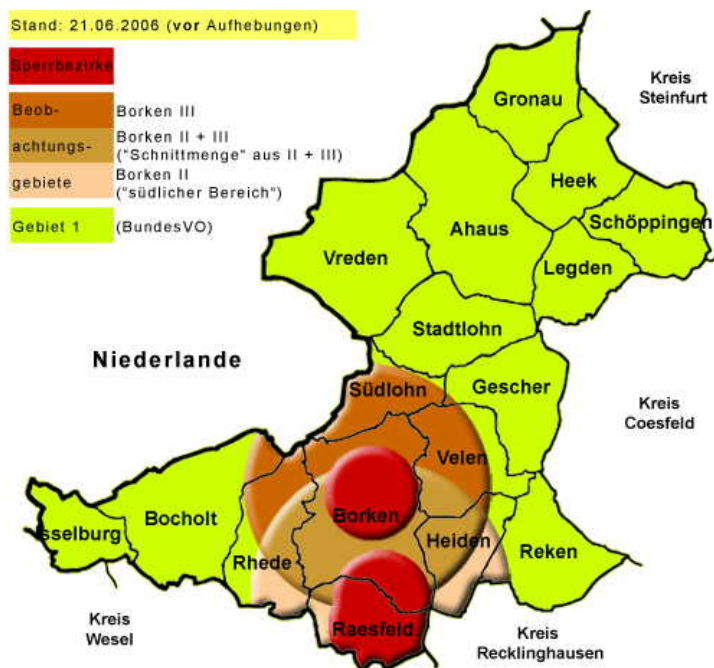 Stand: 21.06.2006 (vor Aufhebungen)
Sperrbezirke
Beob-
Borken III
achtungs-
Borken II + III
("Schnittmenge" aus II + III)
gebiete
Borken II
("südlicher Bereich")
Gebiet 1
(BundesVO)
Gronau
Kreis
Steinfurt
Heek
Schöppingen
Ahaus
Vreden
Legden
Stadtlohn
Niederlande
Südlohn
Gescher
Kreis
Coesfeld
Velen
Borken
Bocholt
sselburg
Heiden
Reken
Rhede
Kreis
Wesel
Raesfeld
Kreis
Recklinghausen